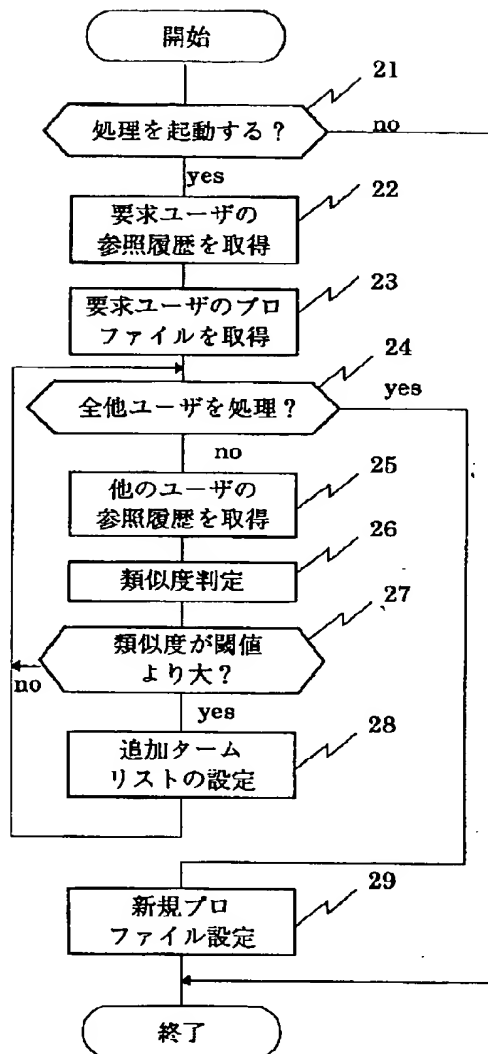 開始
21
処理を起動する?
no
yes
22
要求ユーザの
参照履歴を取得
23
要求ユーザのプロ
ファイルを取得
24
全他ユーザを処理?
yes
no
25
他のユーザの
参照履歴を取得
26
類似度判定
27
類似度が閾値
より大?
no
yes
28
追加ターム
リストの設定
29
新規プロ
ファイル設定
終了